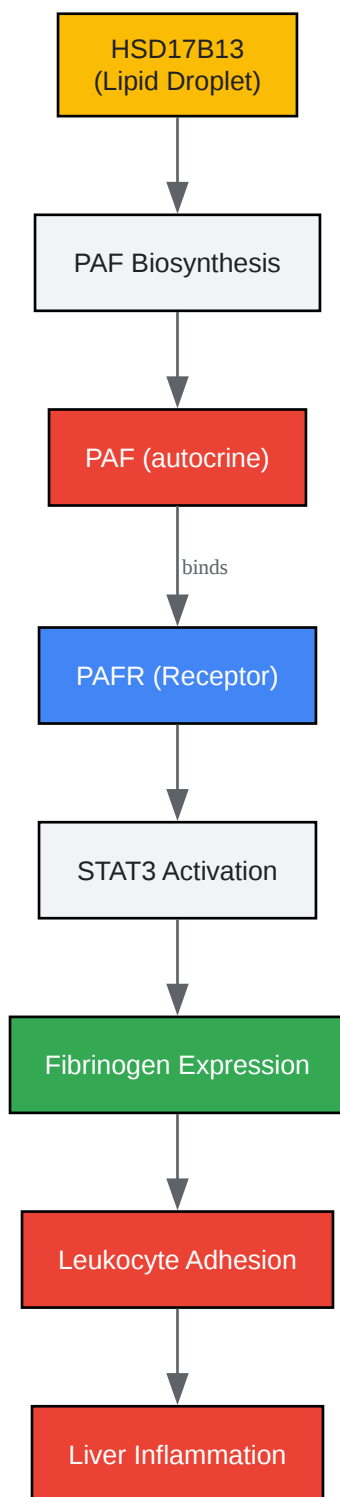 HSD17B13
(Lipid Droplet)
PAF Biosynthesis
PAF (autocrine)
binds
PAFR (Receptor)
STAT3 Activation
Fibrinogen Expression
Leukocyte Adhesion
Liver Inflammation